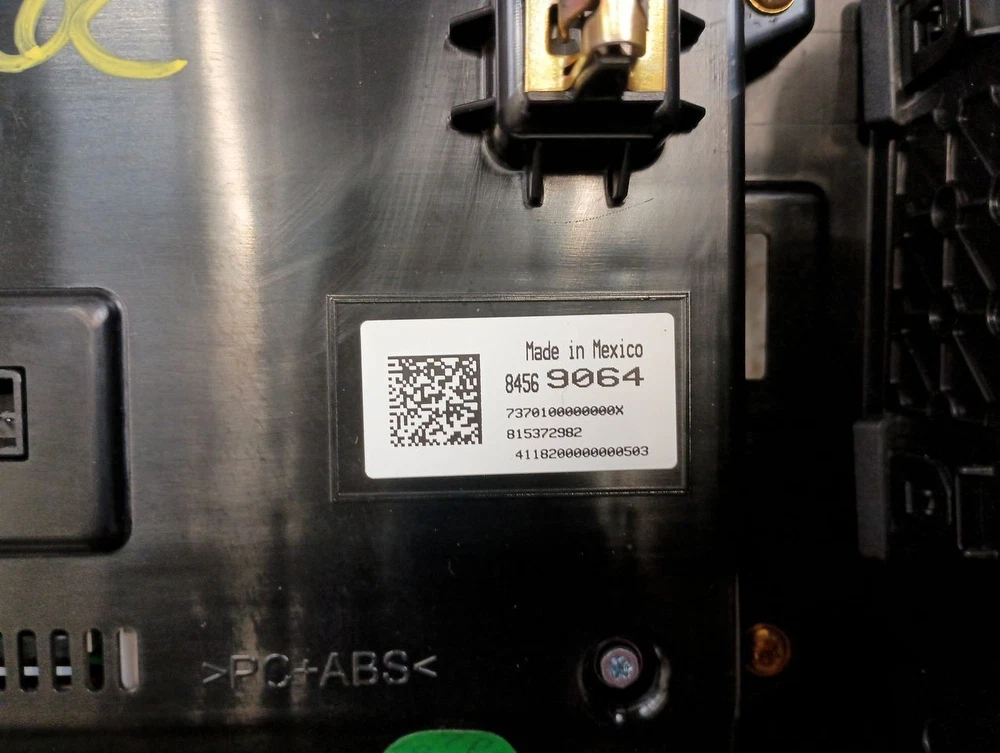 Made in Mexico
8456 9064
7370100000000X
815372982
4118200000000503
>PC+ABS<